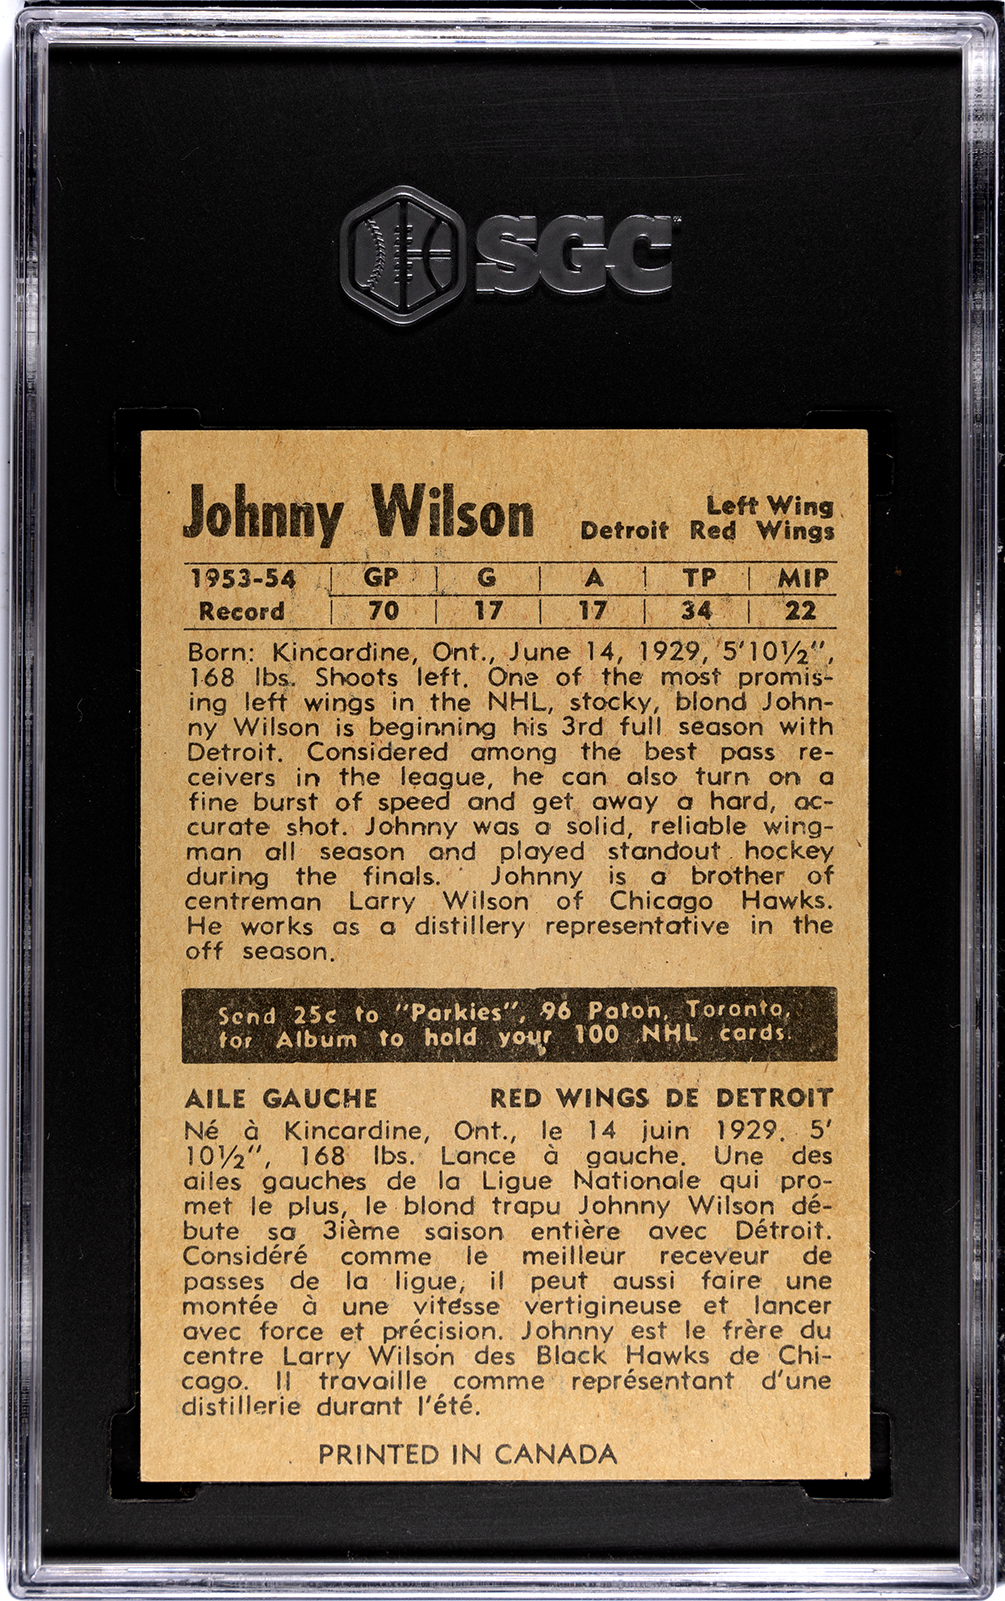 SGC
Johnny Wilson
Left Wing
Detroit Red Wings
1953-54 | GP | G | A | TP | MIP
Record | 70 | 17 | 17 | 34 | 22
Born: Kincardine, Ont., June 14, 1929, 5'10½",
168 lbs. Shoots left. One of the most promis-
ing left wings in the NHL, stocky, blond John-
ny Wilson is beginning his 3rd full season with
Detroit. Considered among the best pass re-
ceivers in the league, he can also turn on a
fine burst of speed and get away a hard, ac-
curate shot. Johnny was a solid, reliable wing-
man all season and played standout hockey
during the finals. Johnny is a brother of
centreman Larry Wilson of Chicago Hawks.
He works as a distillery representative in the
off season.
Send 25c to "Parkies", 96 Paton, Toronto,
for Album to hold your 100 NHL cards.
AILE GAUCHE RED WINGS DE DETROIT
Né à Kincardine, Ont., le 14 juin 1929, 5'
10½", 168 lbs. Lance à gauche. Une des
ailes gauches de la Ligue Nationale qui pro-
met le plus, le blond trapu Johnny Wilson dé-
bute sa 3ième saison entière avec Détroit.
Considéré comme le meilleur receveur de
passes de la ligue, il peut aussi faire une
montée à une vitesse vertigineuse et lancer
avec force et précision. Johnny est le frère du
centre Larry Wilson des Black Hawks de Chi-
cago. Il travaille comme représentant d'une
distillerie durant l'été.
PRINTED IN CANADA